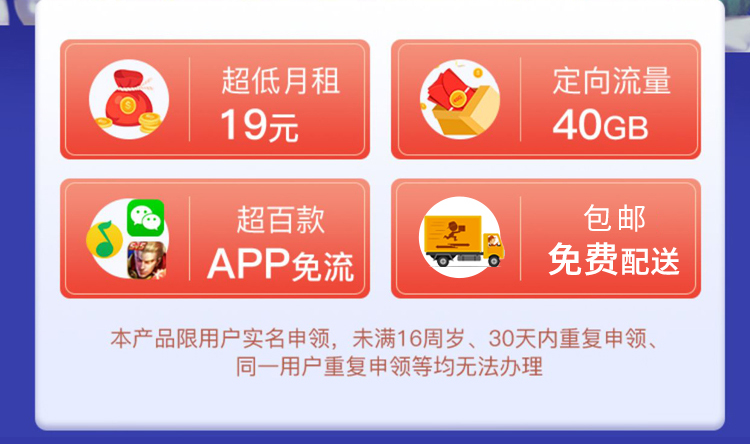 超低月租
19元
定向流量
40GB
超百款
APP免流
包邮
免费配送
本产品限用户实名申领，未满16周岁、30天内重复申领、
同一用户重复申领等均无法办理